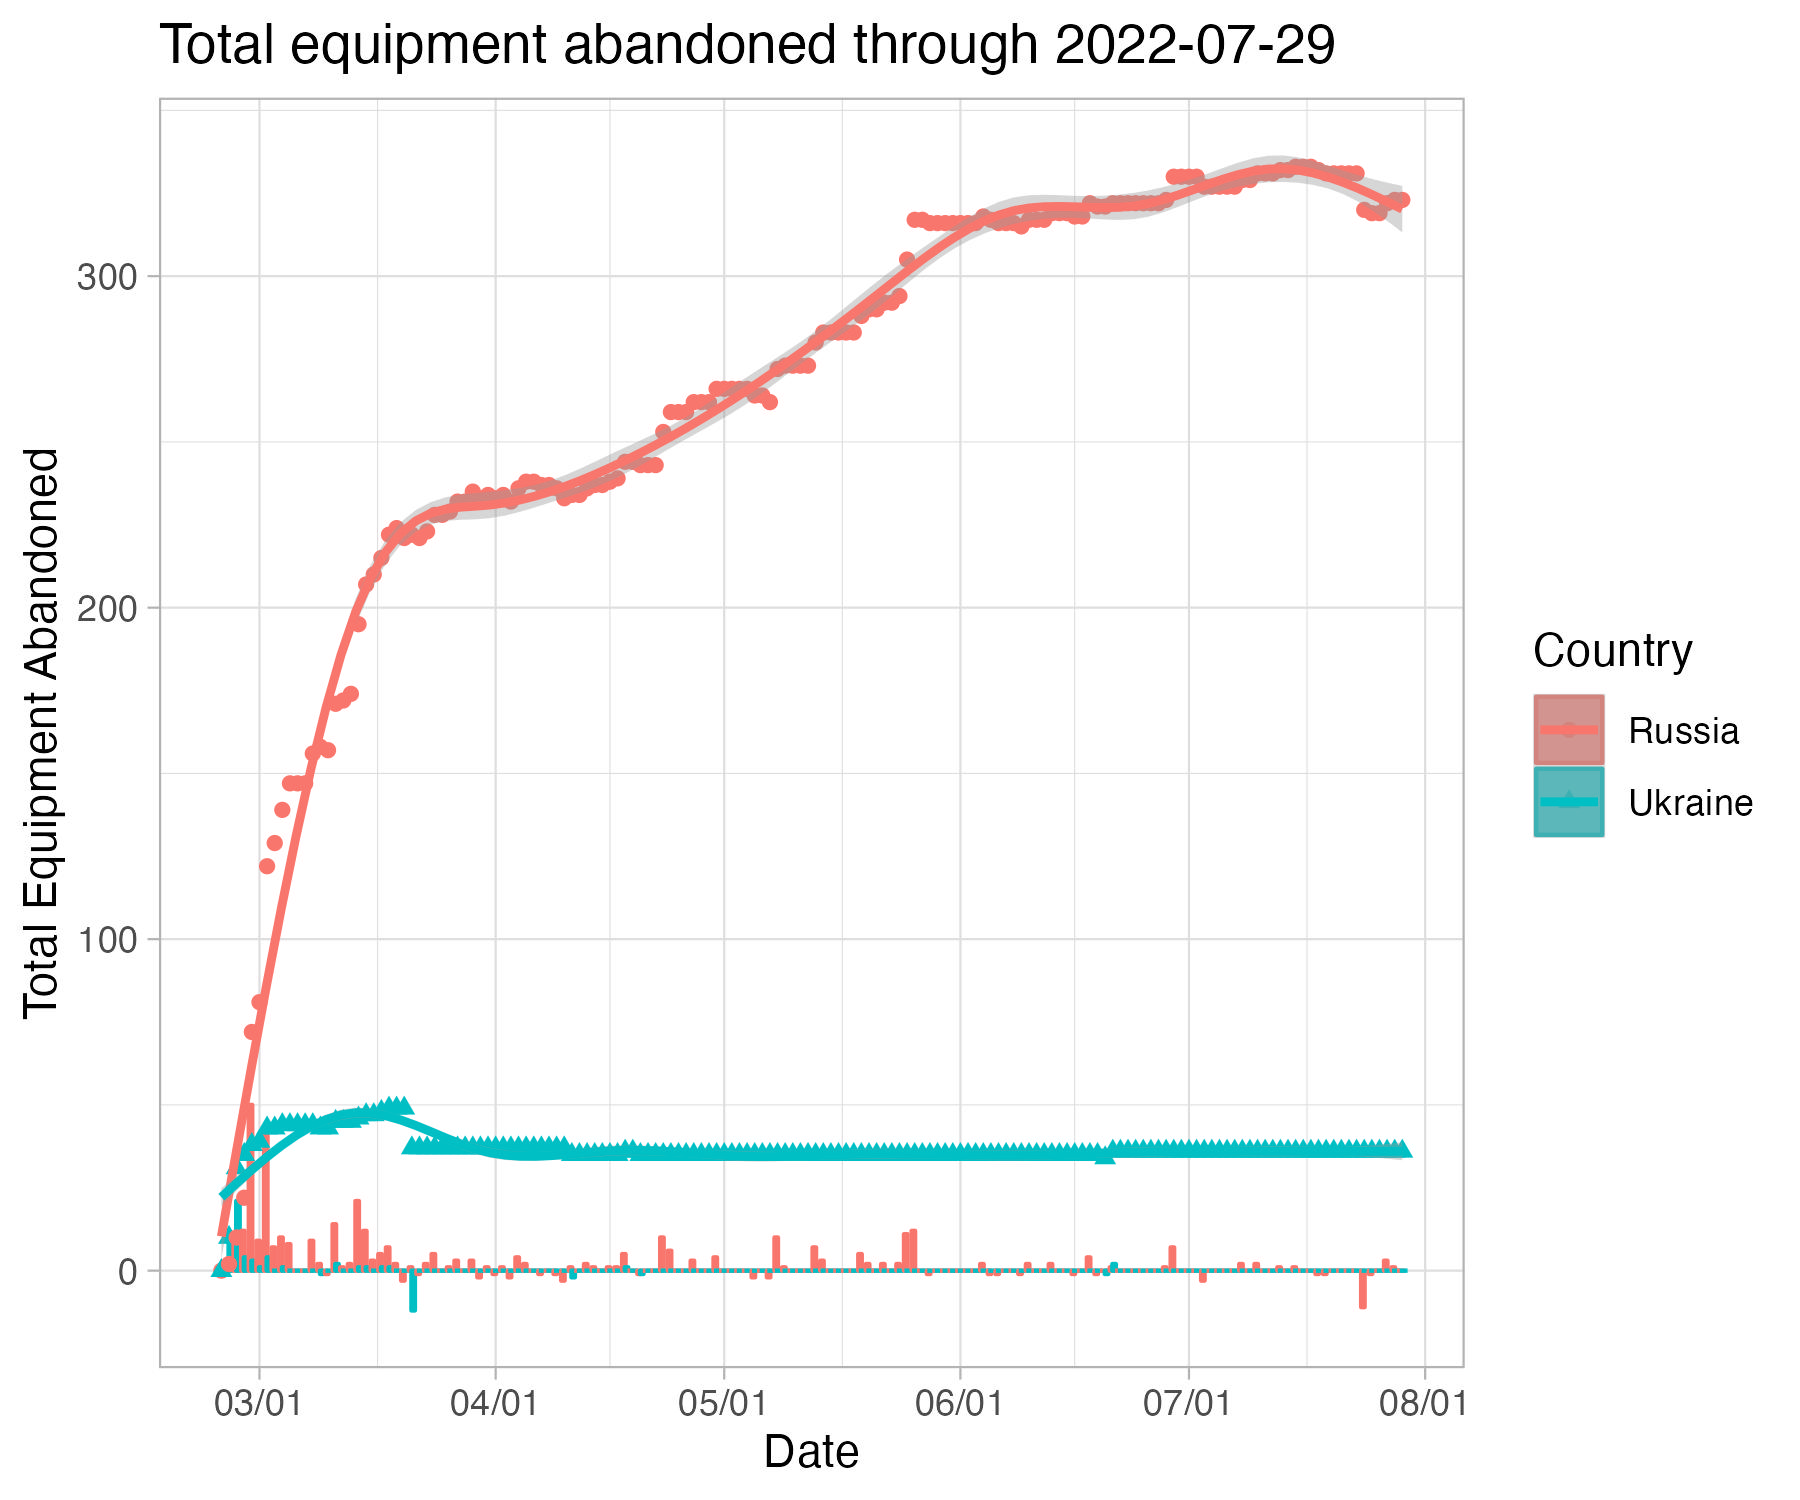 Total equipment abandoned through 2022-07-29
Total Equipment Abandoned
300
200
100
0
03/01 04/01 05/01 06/01 07/01 08/01
Date
Country
Russia
Ukraine